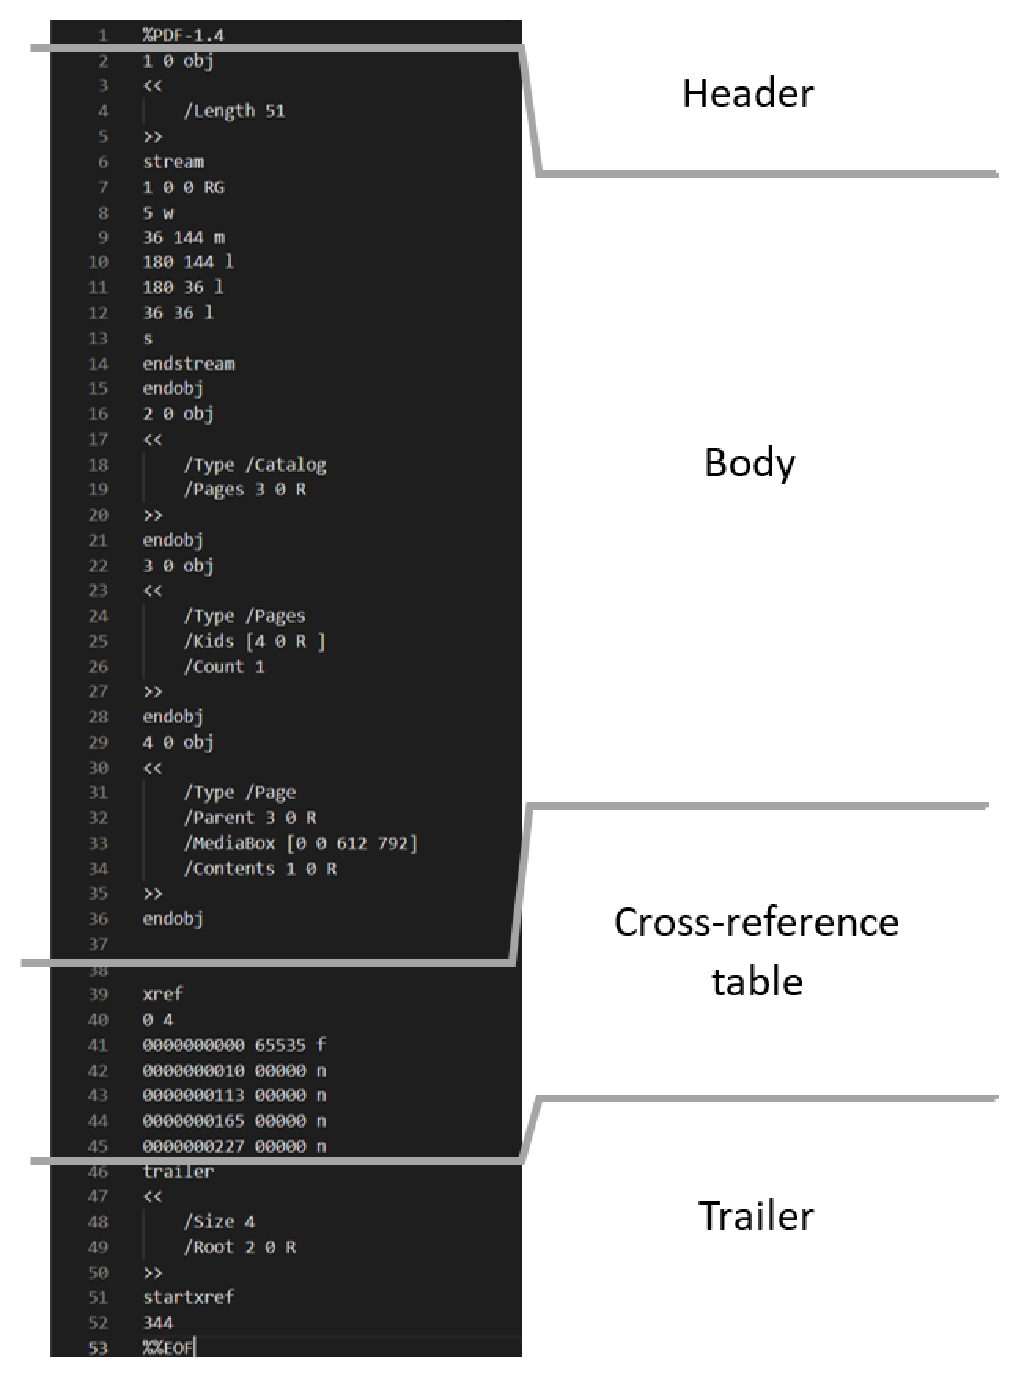 1 %PDF-1.4
2 1 0 obj
3 <<
4 /Length 51
5 >>
6 stream
7 1 0 0 RG
8 5 w
9 36 144 m
10 180 144 l
11 180 36 l
12 36 36 l
13 s
14 endstream
15 endobj
16 2 0 obj
17 <<
18 /Type /Catalog
19 /Pages 3 0 R
20 >>
21 endobj
22 3 0 obj
23 <<
24 /Type /Pages
25 /Kids [4 0 R ]
26 /Count 1
27 >>
28 endobj
29 4 0 obj
30 <<
31 /Type /Page
32 /Parent 3 0 R
33 /MediaBox [0 0 612 792]
34 /Contents 1 0 R
35 >>
36 endobj
37
38
39 xref
40 0 4
41 0000000000 65535 f
42 0000000010 00000 n
43 0000000113 00000 n
44 0000000165 00000 n
45 0000000227 00000 n
46 trailer
47 <<
48 /Size 4
49 /Root 2 0 R
50 >>
51 startxref
52 344
53 %%EOF
Header
Body
Cross-reference
table
Trailer